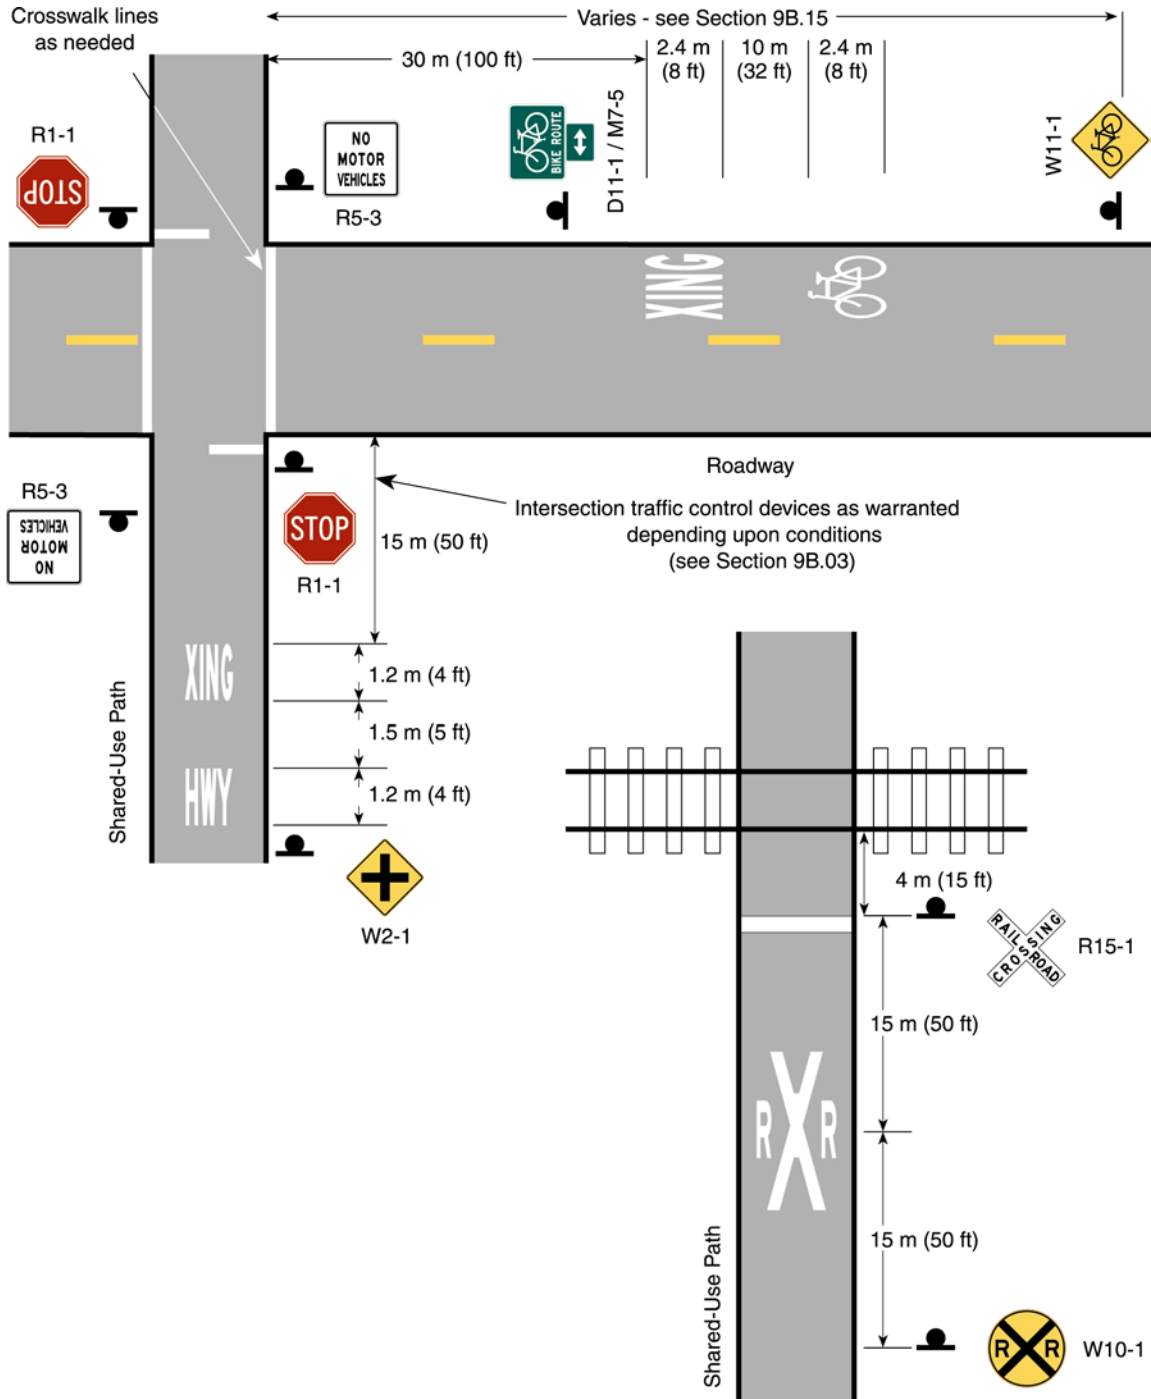 Crosswalk lines
as needed
Varies - see Section 9B.15
30 m (100 ft)
2.4 m
(8 ft)
10 m
(32 ft)
2.4 m
(8 ft)
R1-1
STOP
NO
MOTOR
VEHICLES
R5-3
BIKE ROUTE
D11-1 / M7-5
W11-1
XING
Roadway
R5-3
NO
MOTOR
VEHICLES
STOP
R1-1
15 m (50 ft)
Intersection traffic control devices as warranted
depending upon conditions
(see Section 9B.03)
XING
1.2 m (4 ft)
1.5 m (5 ft)
HWY
1.2 m (4 ft)
Shared-Use Path
W2-1
4 m (15 ft)
RAIL ROAD
CROSSING
R15-1
15 m (50 ft)
R X R
15 m (50 ft)
Shared-Use Path
R R
W10-1